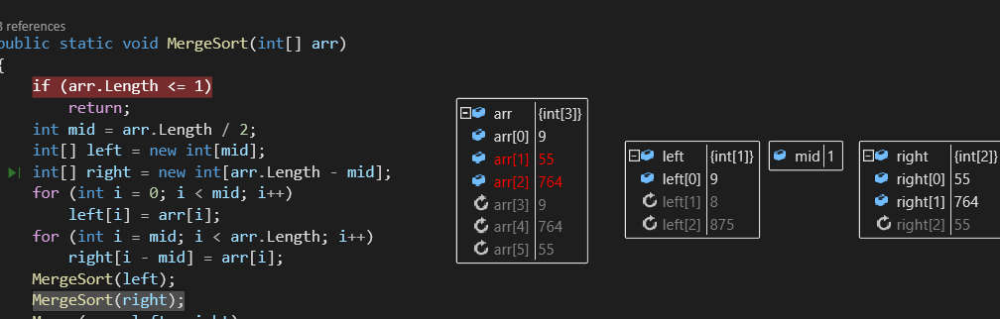 3 references
public static void MergeSort(int[] arr)
{
if (arr.Length <= 1)
return;
int mid = arr.Length / 2;
int[] left = new int[mid];
int[] right = new int[arr.Length - mid];
for (int i = 0; i < mid; i++)
left[i] = arr[i];
for (int i = mid; i < arr.Length; i++)
right[i - mid] = arr[i];
MergeSort(left);
MergeSort(right);
arr {int[3]}
arr[0] 9
arr[1] 55
arr[2] 764
arr[3] 9
arr[4] 764
arr[5] 55
left {int[1]}
left[0] 9
left[1] 8
left[2] 875
mid 1
right {int[2]}
right[0] 55
right[1] 764
right[2] 55